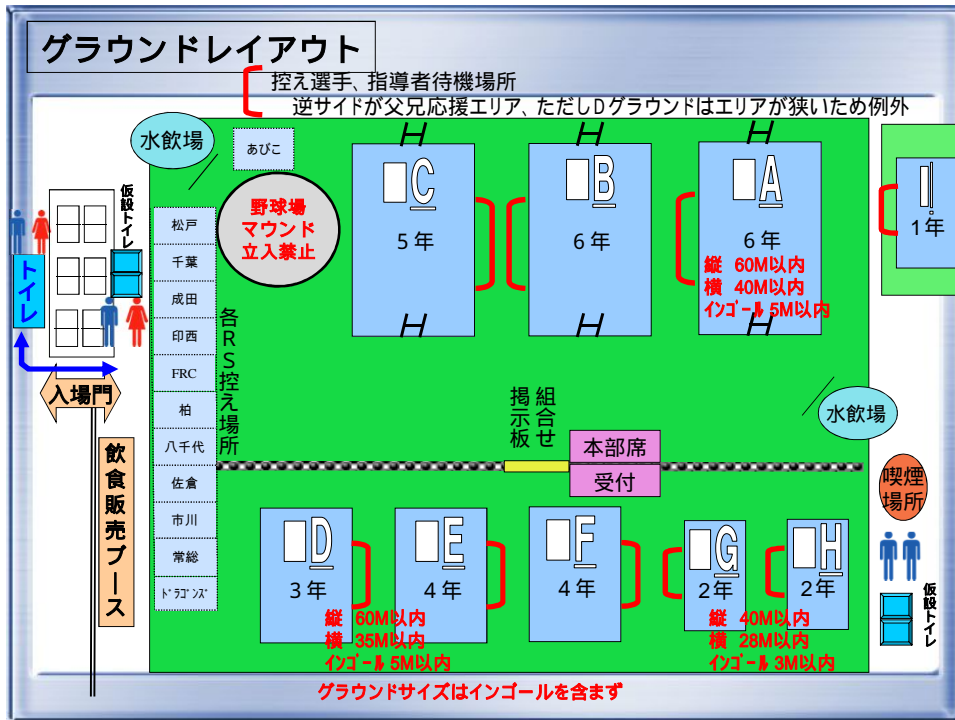 グラウンドレイアウト
控え選手、指導者待機場所
逆サイドが父兄応援エリア、ただしDグラウンドはエリアが狭いため例外
水飲場
あびこ
野球場
マウンド
立入禁止
C
5年
B
6年
A
6年
縦 60M以内
横 40M以内
インゴール 5M以内
I
1年
仮設トイレ
トイレ
入場門
飲食販売ブース
松戸
千葉
成田
印西
FRC
柏
八千代
佐倉
市川
常総
ドラゴンズ
各RS控え場所
組合せ
掲示板
本部席
受付
水飲場
喫煙
場所
仮設トイレ
D
3年
E
4年
F
4年
G
2年
H
2年
縦 60M以内
横 35M以内
インゴール 5M以内
縦 40M以内
横 28M以内
インゴール 3M以内
グラウンドサイズはインゴールを含まず